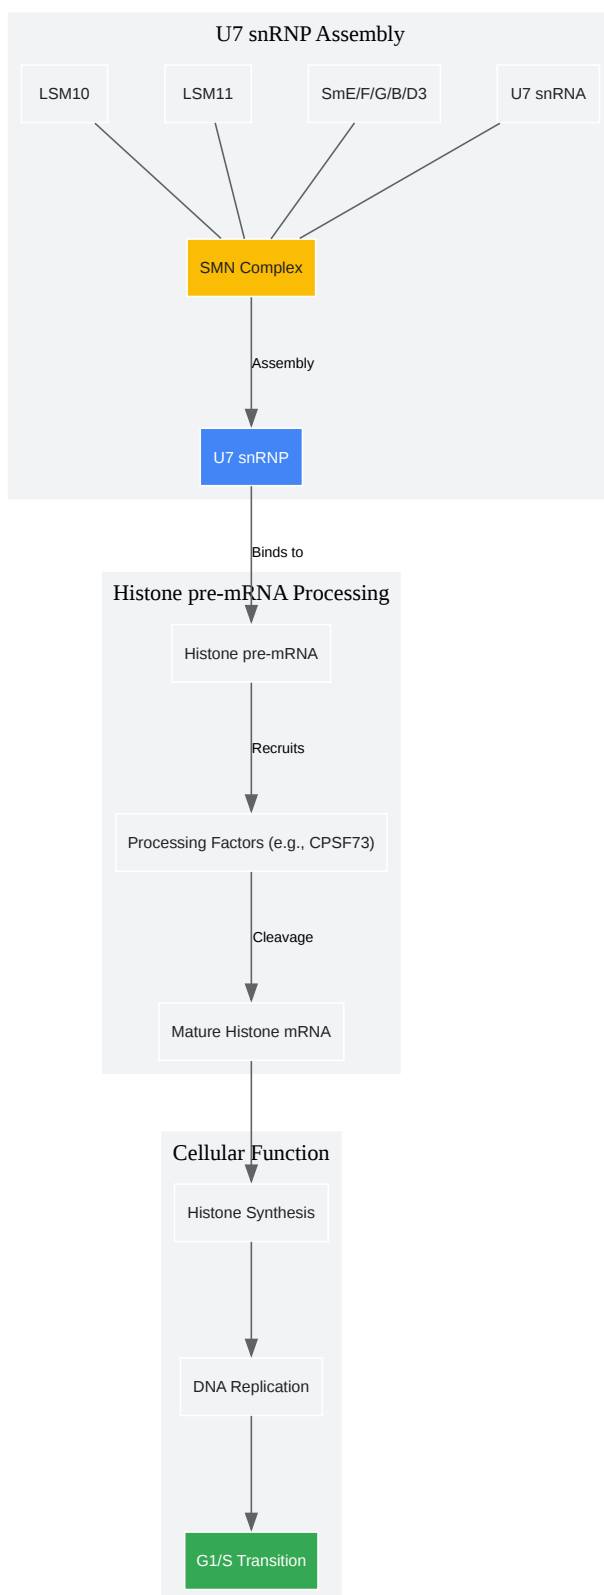 U7 snRNP Assembly
LSM10
LSM11
SmE/F/G/B/D3
U7 snRNA
SMN Complex
Assembly
U7 snRNP
Binds to
Histone pre-mRNA Processing
Histone pre-mRNA
Recruits
Processing Factors (e.g., CPSF73)
Cleavage
Mature Histone mRNA
Cellular Function
Histone Synthesis
DNA Replication
G1/S Transition